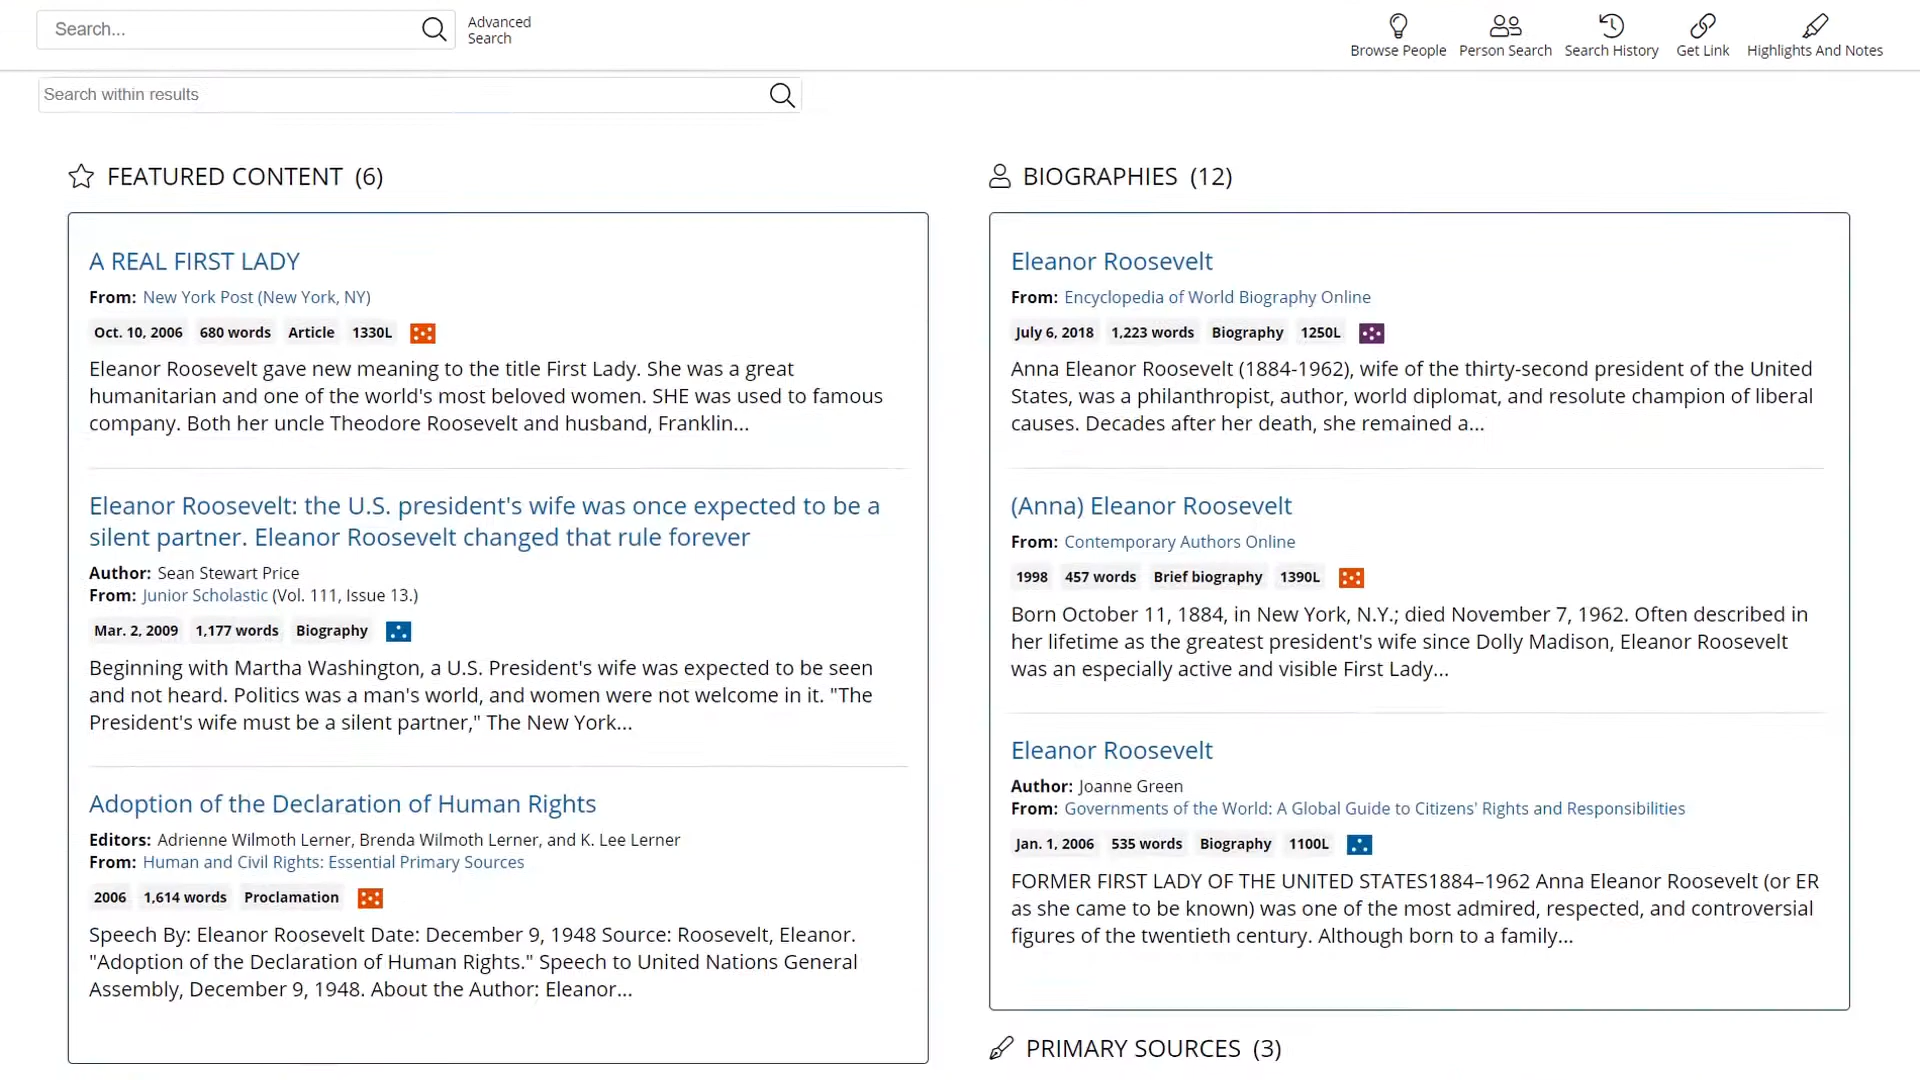 Search...
Advanced
Search
Browse People
Person Search
Search History
Get Link
Highlights And Notes
Search within results
FEATURED CONTENT (6)
A REAL FIRST LADY
From: New York Post (New York, NY)
Oct. 10, 2006 680 words Article 1330L
Eleanor Roosevelt gave new meaning to the title First Lady. She was a great
humanitarian and one of the world's most beloved women. SHE was used to famous
company. Both her uncle Theodore Roosevelt and husband, Franklin...
Eleanor Roosevelt: the U.S. president's wife was once expected to be a
silent partner. Eleanor Roosevelt changed that rule forever
Author: Sean Stewart Price
From: Junior Scholastic (Vol. 111, Issue 13.)
Mar. 2, 2009 1,177 words Biography
Beginning with Martha Washington, a U.S. President's wife was expected to be seen
and not heard. Politics was a man's world, and women were not welcome in it. "The
President's wife must be a silent partner," The New York...
Adoption of the Declaration of Human Rights
Editors: Adrienne Wilmoth Lerner, Brenda Wilmoth Lerner, and K. Lee Lerner
From: Human and Civil Rights: Essential Primary Sources
2006 1,614 words Proclamation
Speech By: Eleanor Roosevelt Date: December 9, 1948 Source: Roosevelt, Eleanor.
"Adoption of the Declaration of Human Rights." Speech to United Nations General
Assembly, December 9, 1948. About the Author: Eleanor...
BIOGRAPHIES (12)
Eleanor Roosevelt
From: Encyclopedia of World Biography Online
July 6, 2018 1,223 words Biography 1250L
Anna Eleanor Roosevelt (1884-1962), wife of the thirty-second president of the United
States, was a philanthropist, author, world diplomat, and resolute champion of liberal
causes. Decades after her death, she remained a...
(Anna) Eleanor Roosevelt
From: Contemporary Authors Online
1998 457 words Brief biography 1390L
Born October 11, 1884, in New York, N.Y.; died November 7, 1962. Often described in
her lifetime as the greatest president's wife since Dolly Madison, Eleanor Roosevelt
was an especially active and visible First Lady...
Eleanor Roosevelt
Author: Joanne Green
From: Governments of the World: A Global Guide to Citizens' Rights and Responsibilities
Jan. 1, 2006 535 words Biography 1100L
FORMER FIRST LADY OF THE UNITED STATES1884–1962 Anna Eleanor Roosevelt (or ER
as she came to be known) was one of the most admired, respected, and controversial
figures of the twentieth century. Although born to a family...
PRIMARY SOURCES (3)